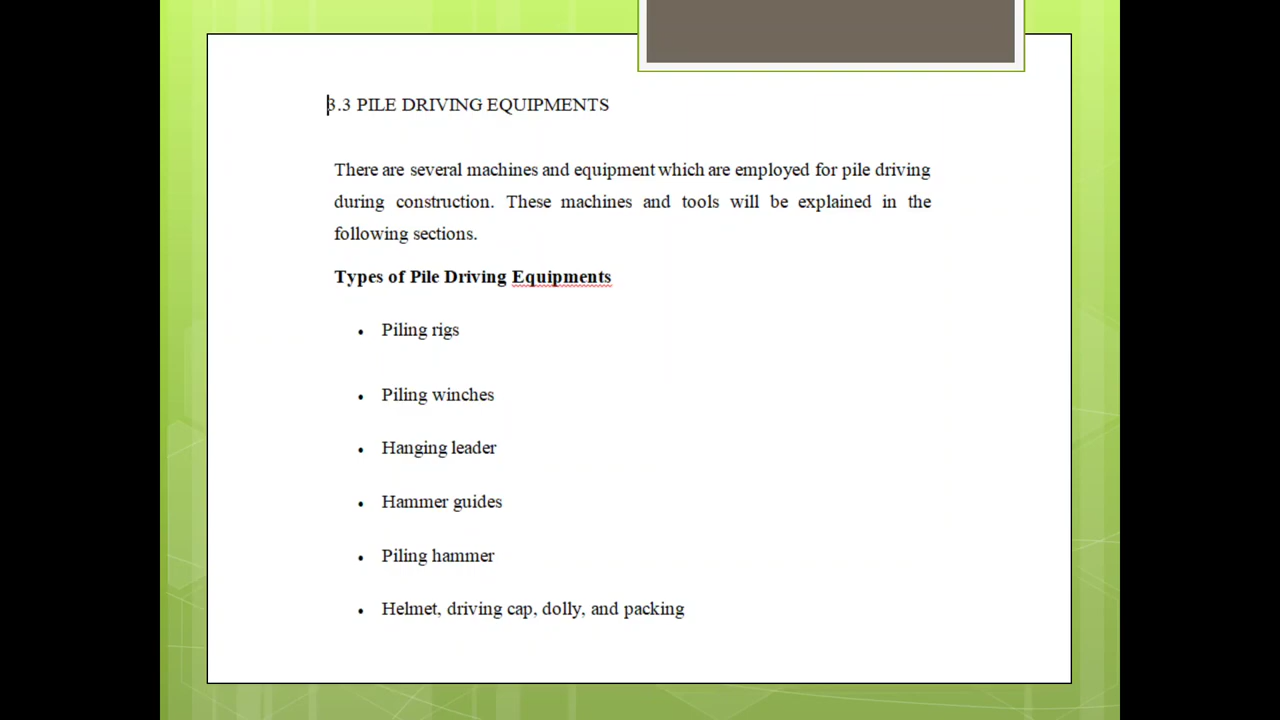 3.3 PILE DRIVING EQUIPMENTS
There are several machines and equipment which are employed for pile driving
during construction. These machines and tools will be explained in the
following sections.
Types of Pile Driving Equipments
• Piling rigs
• Piling winches
• Hanging leader
• Hammer guides
• Piling hammer
• Helmet, driving cap, dolly, and packing